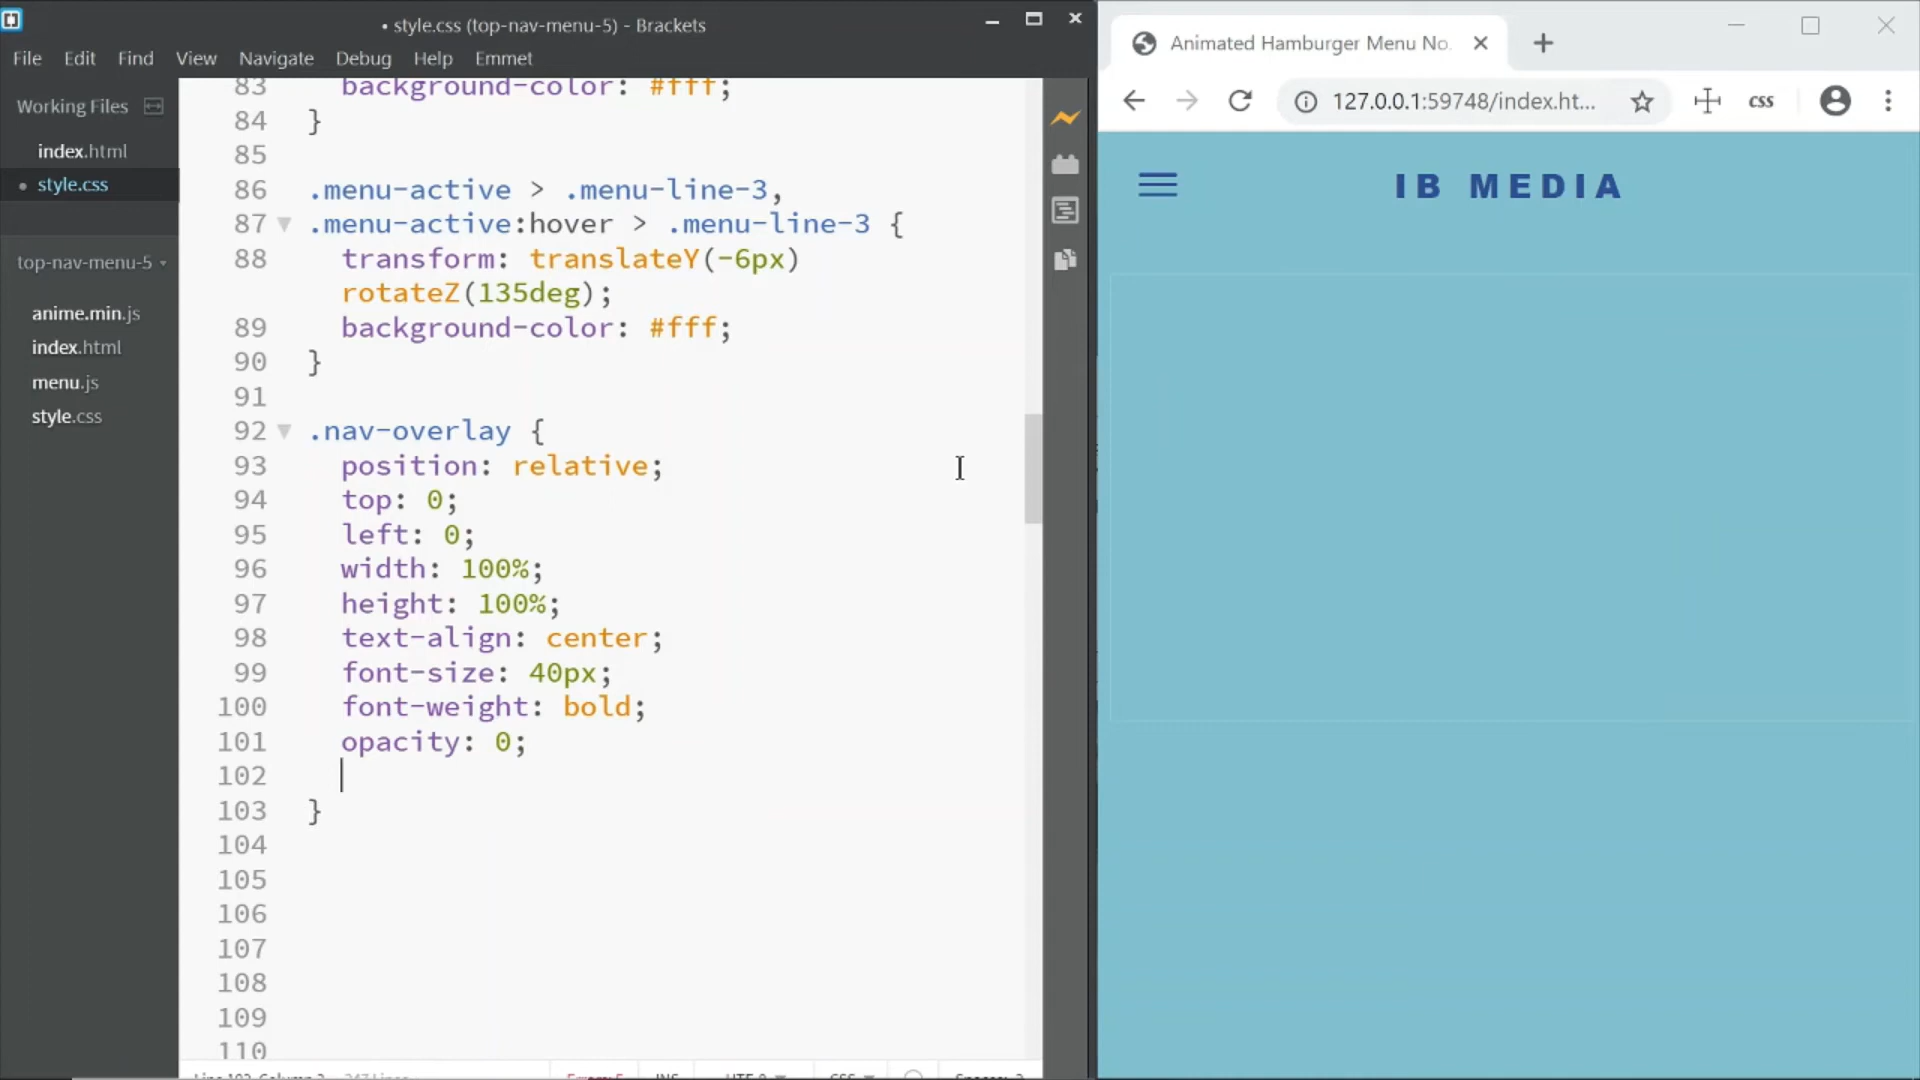 • style.css (top-nav-menu-5) - Brackets
File Edit Find View Navigate Debug Help Emmet
Working Files
index.html
• style.css
top-nav-menu-5
anime.min.js
index.html
menu.js
style.css
83 background-color: #fff;
84 }
85
86 .menu-active > .menu-line-3,
87 .menu-active:hover > .menu-line-3 {
88 transform: translateY(-6px)
rotateZ(135deg);
89 background-color: #fff;
90 }
91
92 .nav-overlay {
93 position: relative;
94 top: 0;
95 left: 0;
96 width: 100%;
97 height: 100%;
98 text-align: center;
99 font-size: 40px;
100 font-weight: bold;
101 opacity: 0;
102
103 }
104
105
106
107
108
109
110
Animated Hamburger Menu No.
127.0.0.1:59748/index.ht...
css
IB MEDIA